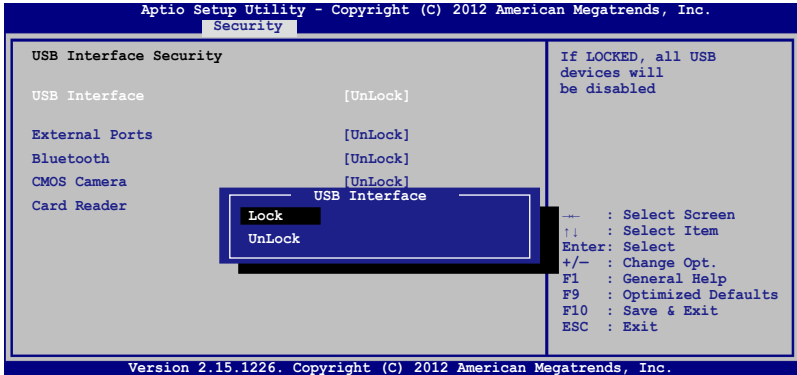 Aptio Setup Utility - Copyright (C) 2012 American Megatrends, Inc.
Security
USB Interface Security
USB Interface [UnLock]
External Ports [UnLock]
Bluetooth [UnLock]
CMOS Camera [UnLock]
Card Reader
USB Interface
Lock
UnLock
If LOCKED, all USB
devices will
be disabled
→← : Select Screen
↑↓ : Select Item
Enter: Select
+/— : Change Opt.
F1 : General Help
F9 : Optimized Defaults
F10 : Save & Exit
ESC : Exit
Version 2.15.1226. Copyright (C) 2012 American Megatrends, Inc.